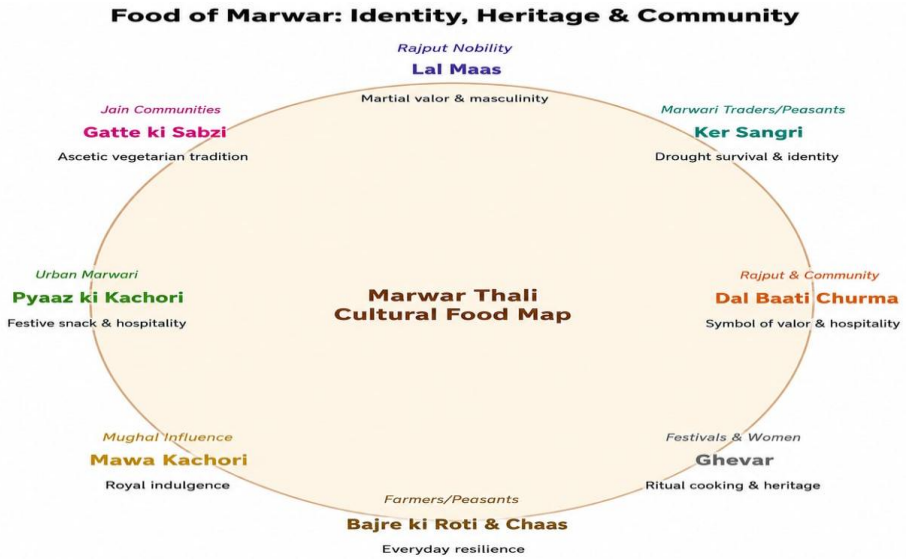 Food of Marwar: Identity, Heritage & Community
Rajput Nobility
Lal Maas
Martial valor & masculinity
Jain Communities
Gatte ki Sabzi
Ascetic vegetarian tradition
Marwari Traders/Peasants
Ker Sangri
Drought survival & identity
Urban Marwari
Pyaaz ki Kachori
Festive snack & hospitality
Marwar Thali
Cultural Food Map
Rajput & Community
Dal Baati Churma
Symbol of valor & hospitality
Mughal Influence
Mawa Kachori
Royal indulgence
Festivals & Women
Ghevar
Ritual cooking & heritage
Farmers/Peasants
Bajre ki Roti & Chaas
Everyday resilience